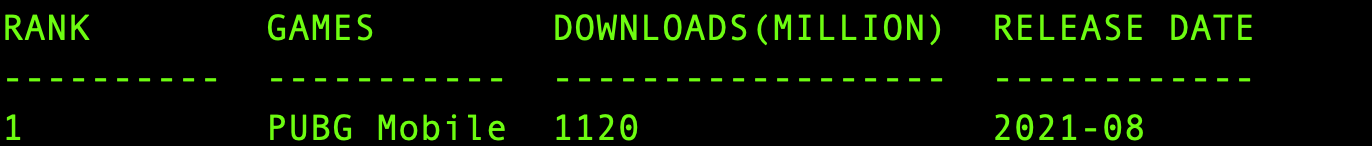 RANK        GAMES        DOWNLOADS(MILLION)  RELEASE DATE
----------  -----------  ------------------  ------------
1           PUBG Mobile  1120                2021-08